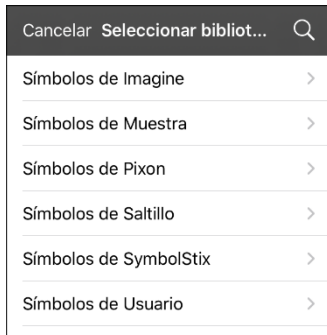 Cancelar Seleccionar bibliot...
Símbolos de Imagine
Símbolos de Muestra
Símbolos de Pixon
Símbolos de Saltillo
Símbolos de SymbolStix
Símbolos de Usuario